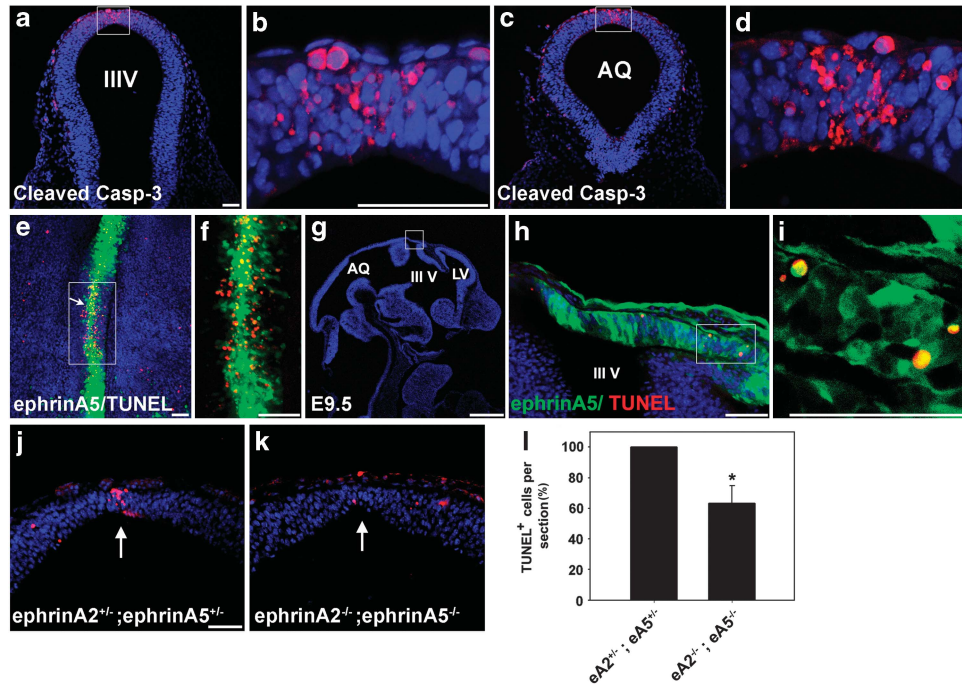 a
IIIV
Cleaved Casp-3
b
c
AQ
Cleaved Casp-3
d
e
ephrinA5/TUNEL
f
g
AQ
III V
LV
E9.5
h
III V
ephrinA5/ TUNEL
i
j
ephrinA2+/-;ephrinA5+/-
k
ephrinA2-/-;ephrinA5-/-
l
TUNEL+ cells per
section(%)
100
80
60
40
20
0
*
eA2+/- ; eA5+/-
eA2-/- ; eA5-/-